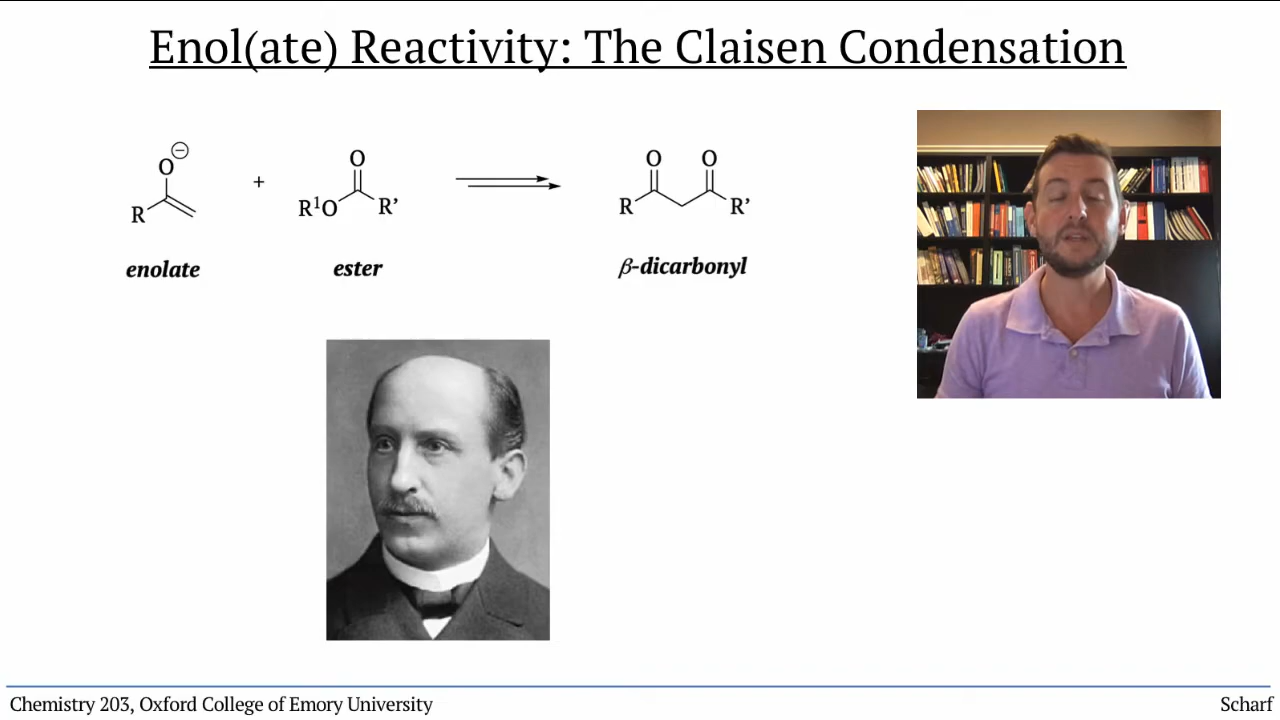 Enol(ate) Reactivity: The Claisen Condensation
O⊖
R
+
O
R¹O
R’
O O
R
R’
enolate
ester
β-dicarbonyl
Chemistry 203, Oxford College of Emory University
Scharf